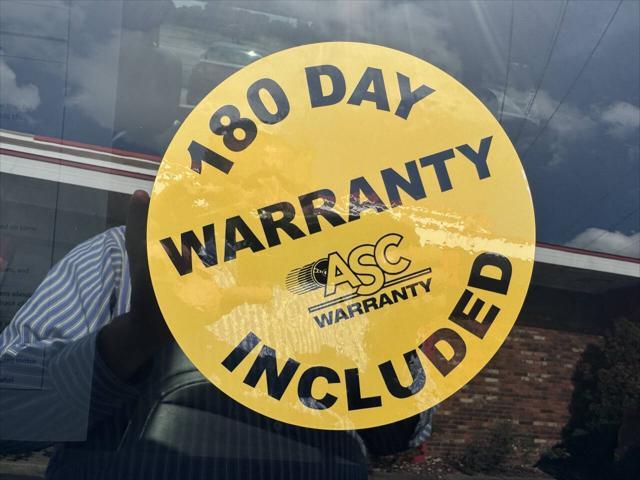 180 DAY
WARRANTY
ASC
WARRANTY
INCLUDED